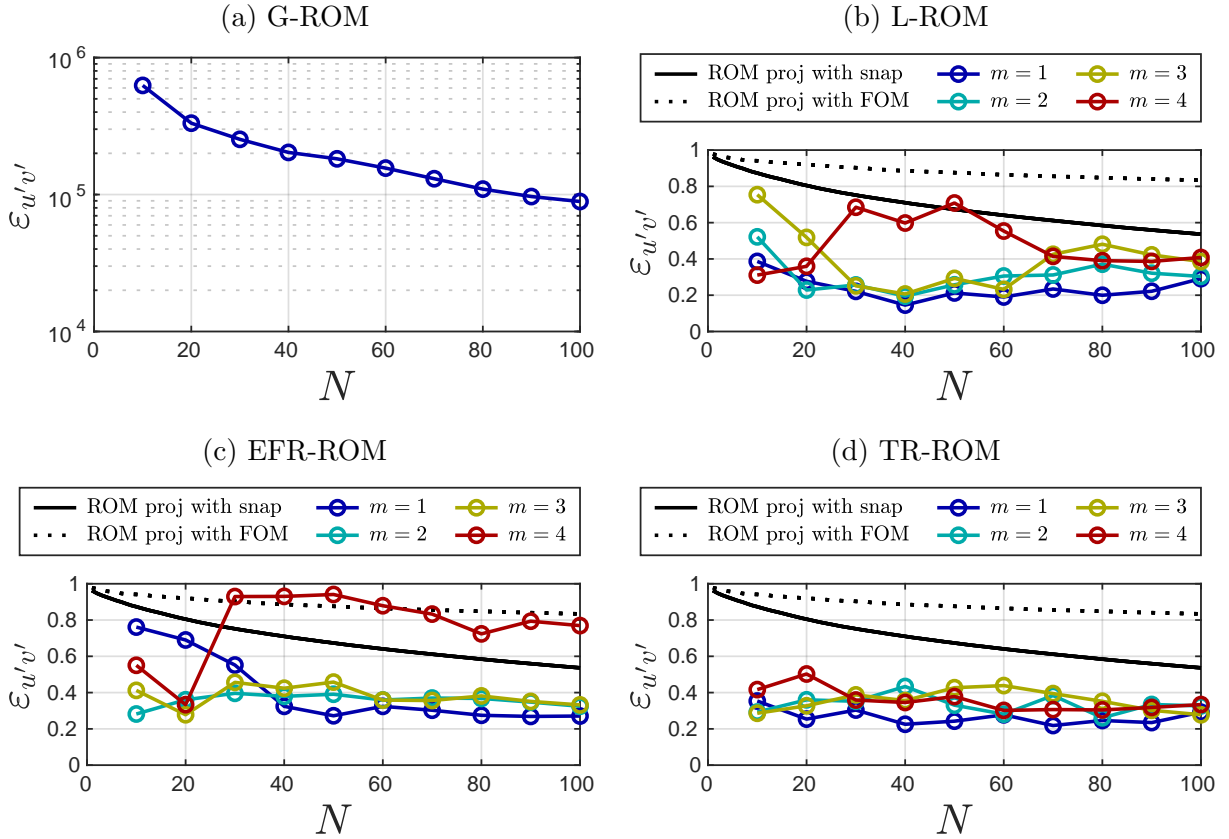 (a) G-ROM
10^6
10^5
10^4
ε_{u'v'}
0 20 40 60 80 100
N
(b) L-ROM
ROM proj with snap m = 1 m = 3
ROM proj with FOM m = 2 m = 4
1
0.8
0.6
0.4
0.2
0
ε_{u'v'}
0 20 40 60 80 100
N
(c) EFR-ROM
ROM proj with snap m = 1 m = 3
ROM proj with FOM m = 2 m = 4
1
0.8
0.6
0.4
0.2
0
ε_{u'v'}
0 20 40 60 80 100
N
(d) TR-ROM
ROM proj with snap m = 1 m = 3
ROM proj with FOM m = 2 m = 4
1
0.8
0.6
0.4
0.2
0
ε_{u'v'}
0 20 40 60 80 100
N